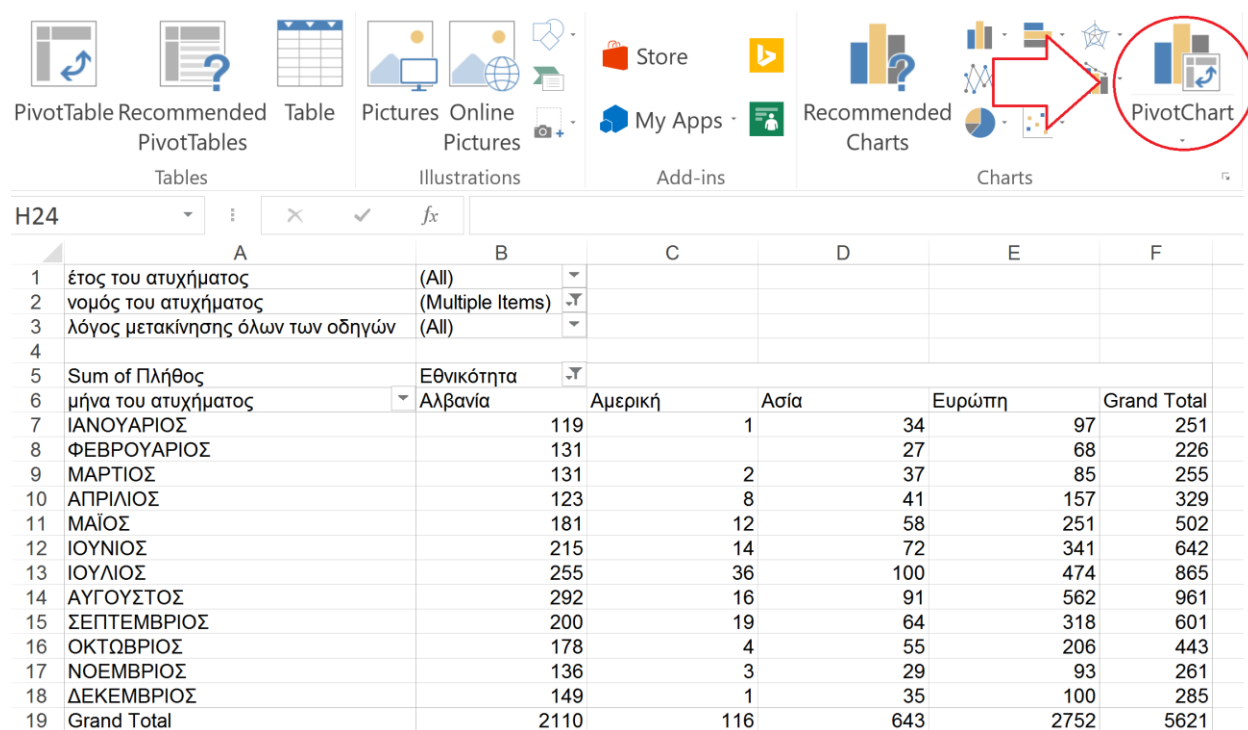 PivotTable Recommended PivotTables Table Pictures Online Pictures Store My Apps Recommended Charts PivotChart
Tables Illustrations Add-ins Charts
H24 fx
A B C D E F
1 έτος του ατυχήματος (All)
2 νομός του ατυχήματος (Multiple Items)
3 λόγος μετακίνησης όλων των οδηγών (All)
4
5 Sum of Πλήθος Εθνικότητα
6 μήνα του ατυχήματος Αλβανία Αμερική Ασία Ευρώπη Grand Total
7 ΙΑΝΟΥΑΡΙΟΣ 119 1 34 97 251
8 ΦΕΒΡΟΥΑΡΙΟΣ 131 27 68 226
9 ΜΑΡΤΙΟΣ 131 2 37 85 255
10 ΑΠΡΙΛΙΟΣ 123 8 41 157 329
11 ΜΑΪΟΣ 181 12 58 251 502
12 ΙΟΥΝΙΟΣ 215 14 72 341 642
13 ΙΟΥΛΙΟΣ 255 36 100 474 865
14 ΑΥΓΟΥΣΤΟΣ 292 16 91 562 961
15 ΣΕΠΤΕΜΒΡΙΟΣ 200 19 64 318 601
16 ΟΚΤΩΒΡΙΟΣ 178 4 55 206 443
17 ΝΟΕΜΒΡΙΟΣ 136 3 29 93 261
18 ΔΕΚΕΜΒΡΙΟΣ 149 1 35 100 285
19 Grand Total 2110 116 643 2752 5621